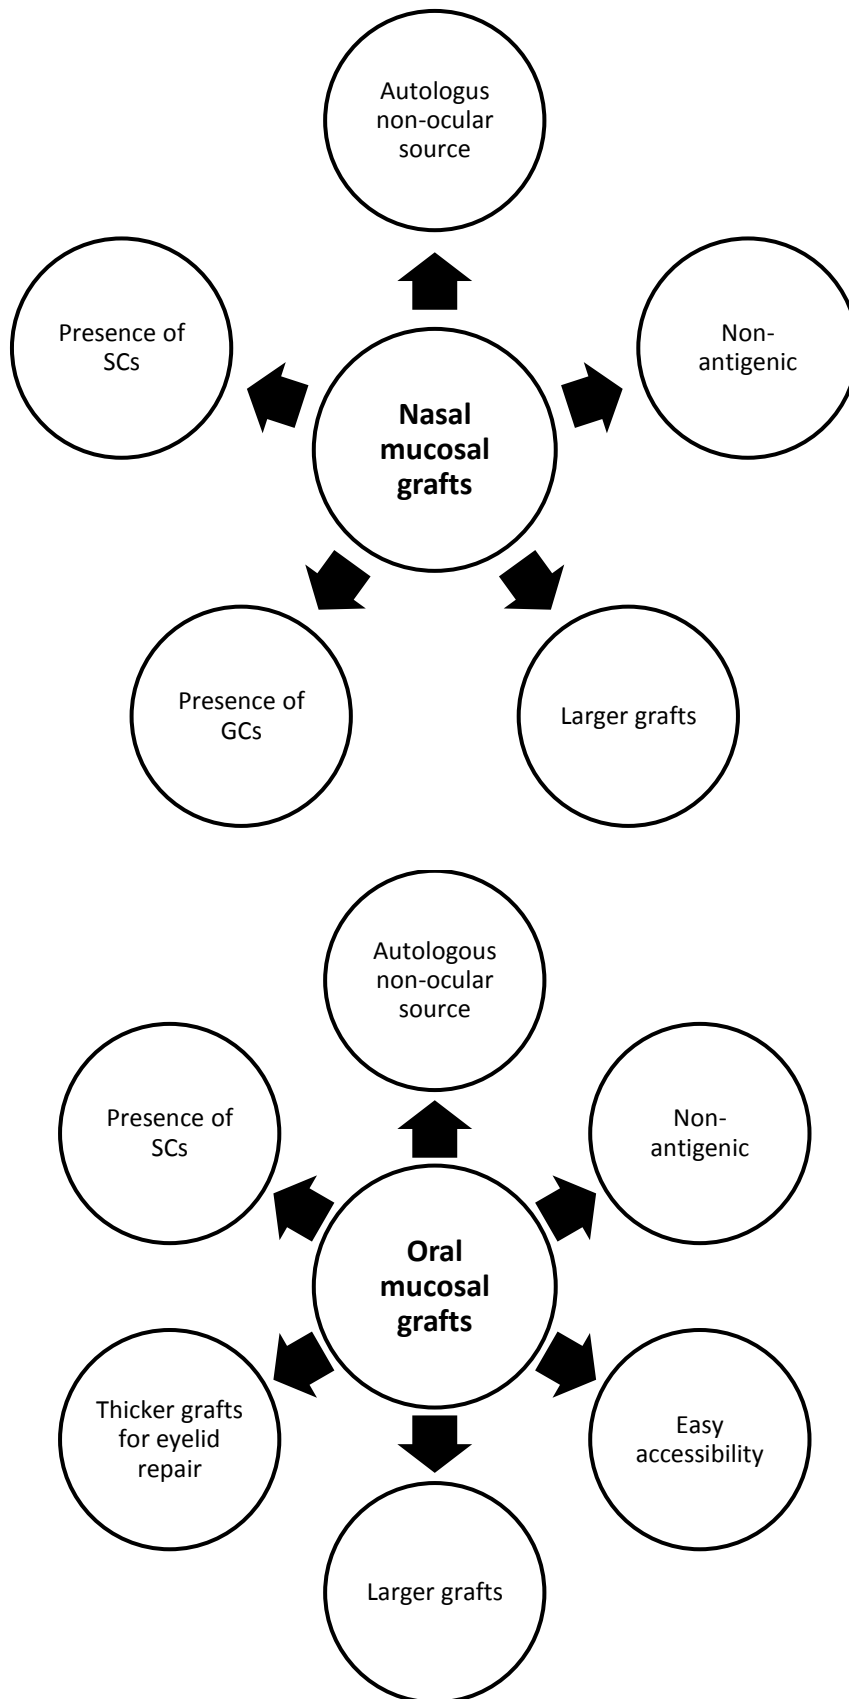 Autologus
non-ocular
source
Presence of
SCs
Non-
antigenic
Nasal
mucosal
grafts
Presence of
GCs
Larger grafts
Autologous
non-ocular
source
Presence of
SCs
Non-
antigenic
Oral
mucosal
grafts
Thicker grafts
for eyelid
repair
Easy
accessibility
Larger grafts